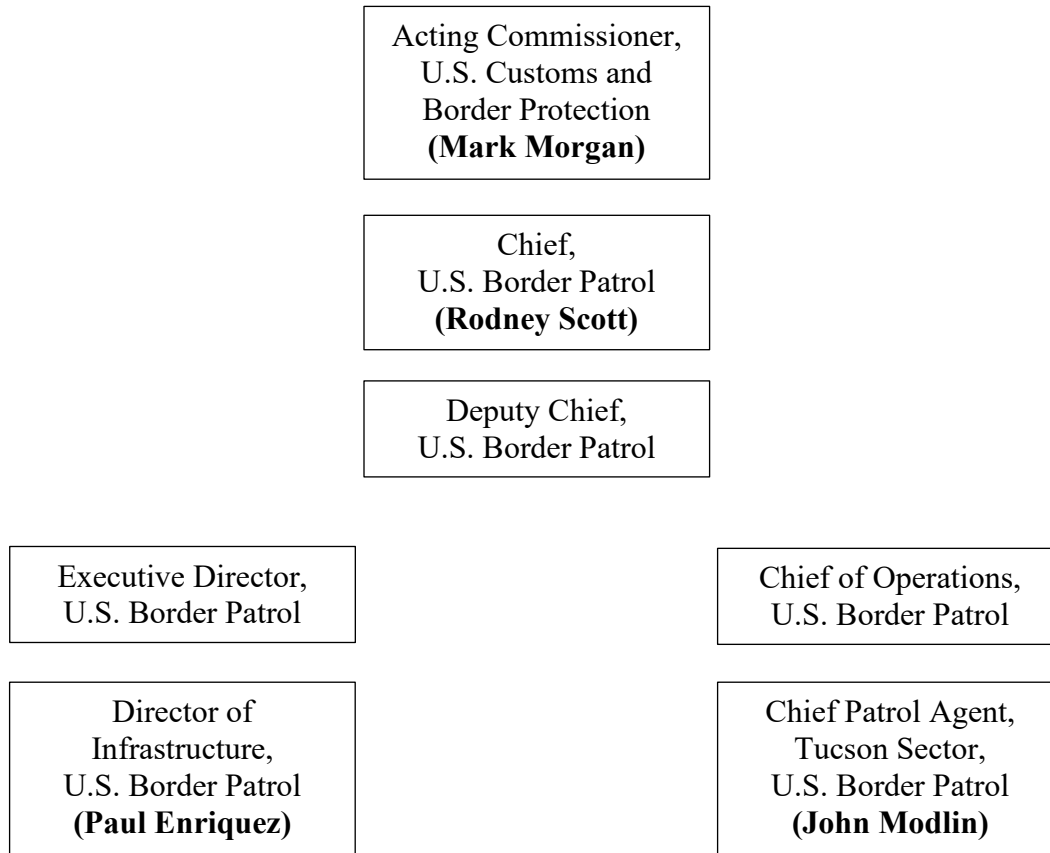 Acting Commissioner,
U.S. Customs and
Border Protection
(Mark Morgan)
Chief,
U.S. Border Patrol
(Rodney Scott)
Deputy Chief,
U.S. Border Patrol
Executive Director,
U.S. Border Patrol
Chief of Operations,
U.S. Border Patrol
Director of
Infrastructure,
U.S. Border Patrol
(Paul Enriquez)
Chief Patrol Agent,
Tucson Sector,
U.S. Border Patrol
(John Modlin)